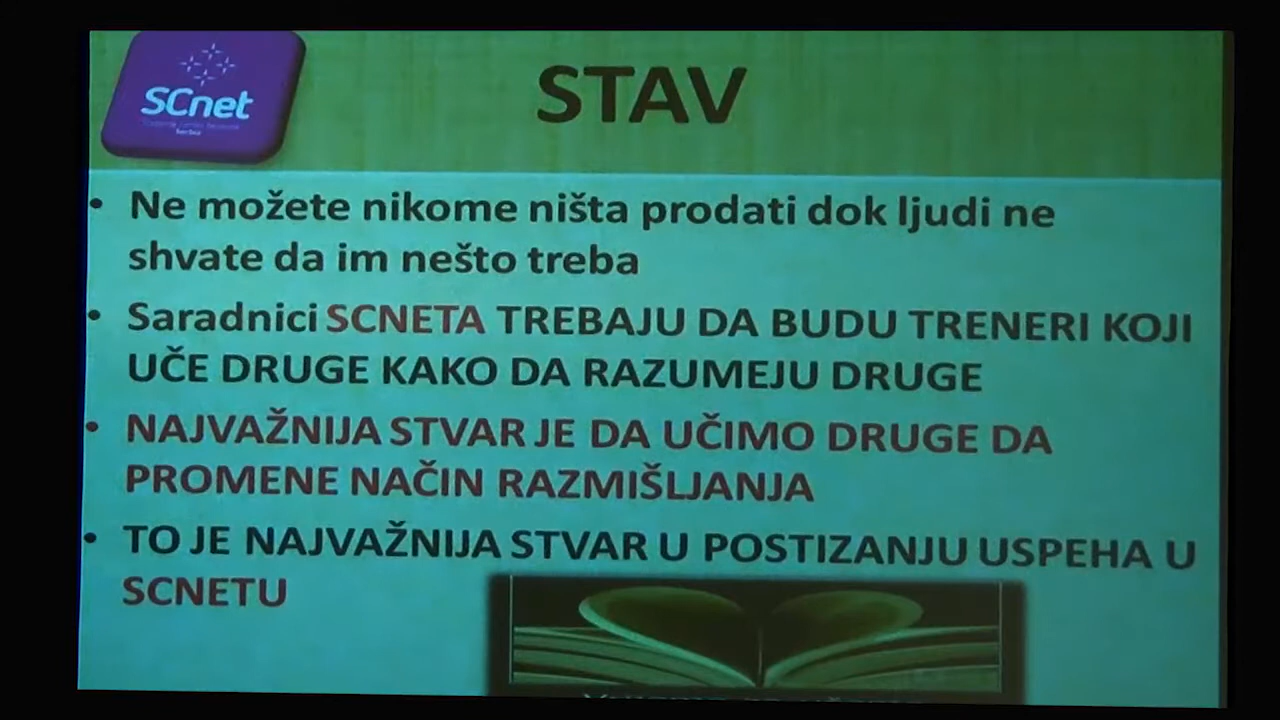 SCnet
Serbia
STAV
• Ne možete nikome ništa prodati dok ljudi ne
shvate da im nešto treba
• Saradnici SCNETA TREBAJU DA BUDU TRENERI KOJI
UČE DRUGE KAKO DA RAZUMEJU DRUGE
• NAJVAŽNIJA STVAR JE DA UČIMO DRUGE DA
PROMENE NAČIN RAZMIŠLJANJA
• TO JE NAJVAŽNIJA STVAR U POSTIZANJU USPEHA U
SCNETU